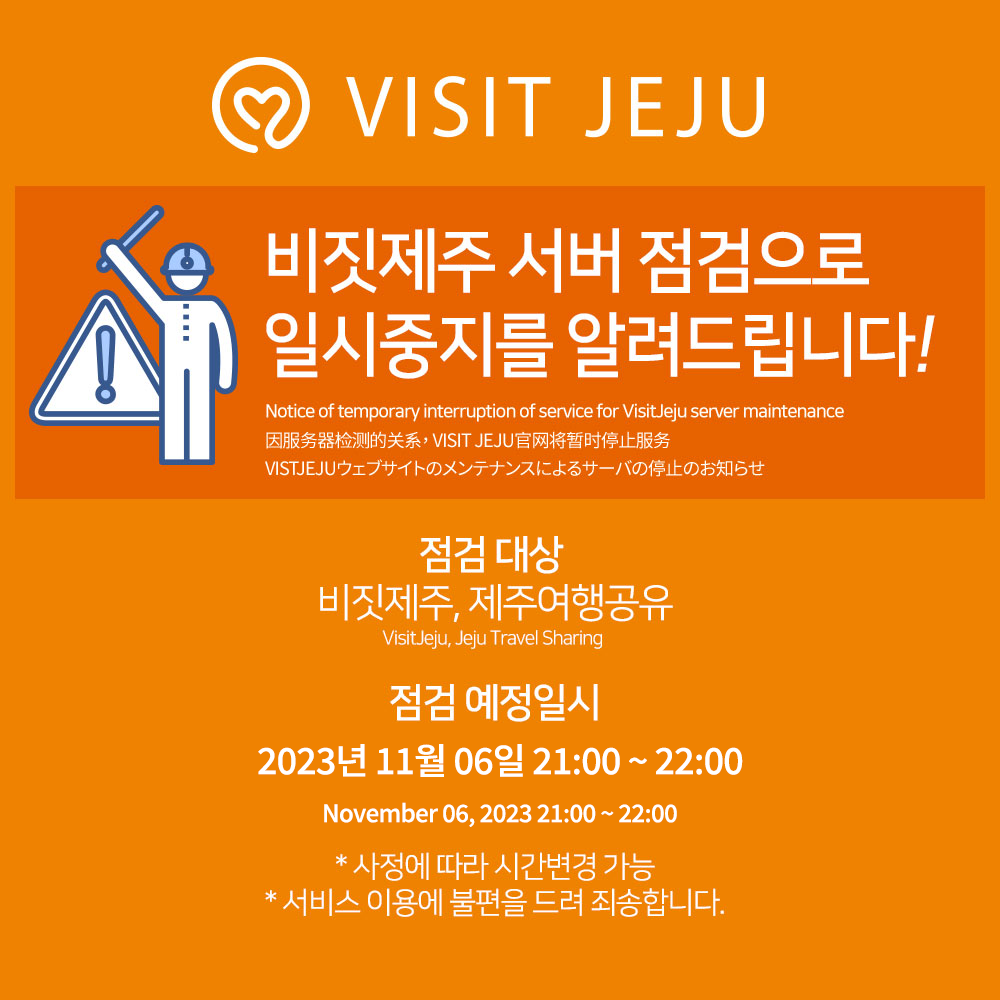 VISIT JEJU
비짓제주 서버 점검으로
일시중지를 알려드립니다!
Notice of temporary interruption of service for VisitJeju server maintenance
因服务器检测的关系，VISIT JEJU官网将暂时停止服务
VISTJEJUウェブサイトのメンテナンスによるサーバの停止のお知らせ
점검 대상
비짓제주, 제주여행공유
VisitJeju, Jeju Travel Sharing
점검 예정일시
2023년 11월 06일 21:00 ~ 22:00
November 06, 2023 21:00 ~ 22:00
* 사정에 따라 시간변경 가능
* 서비스 이용에 불편을 드려 죄송합니다.